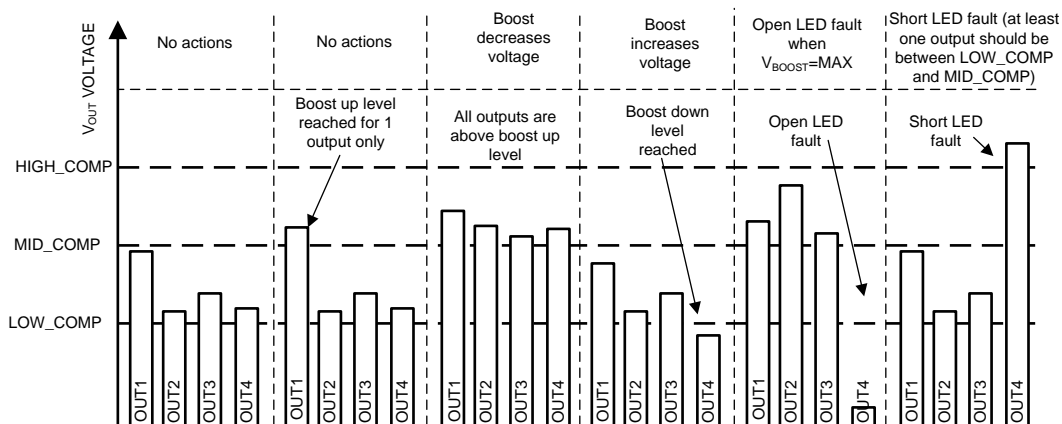 No actions
No actions
Boost
decreases
voltage
Boost
increases
voltage
Open LED fault
when
VBOOST=MAX
Short LED fault (at least
one output should be
between LOW_COMP
and MID_COMP)
VOUT VOLTAGE
Boost up level
reached for 1
output only
All outputs are
above boost up
level
Boost down
level
reached
Open LED
fault
Short LED
fault
HIGH_COMP
MID_COMP
LOW_COMP
OUT1
OUT2
OUT3
OUT4
OUT1
OUT2
OUT3
OUT4
OUT1
OUT2
OUT3
OUT4
OUT1
OUT2
OUT3
OUT4
OUT1
OUT2
OUT3
OUT4
OUT1
OUT2
OUT3
OUT4